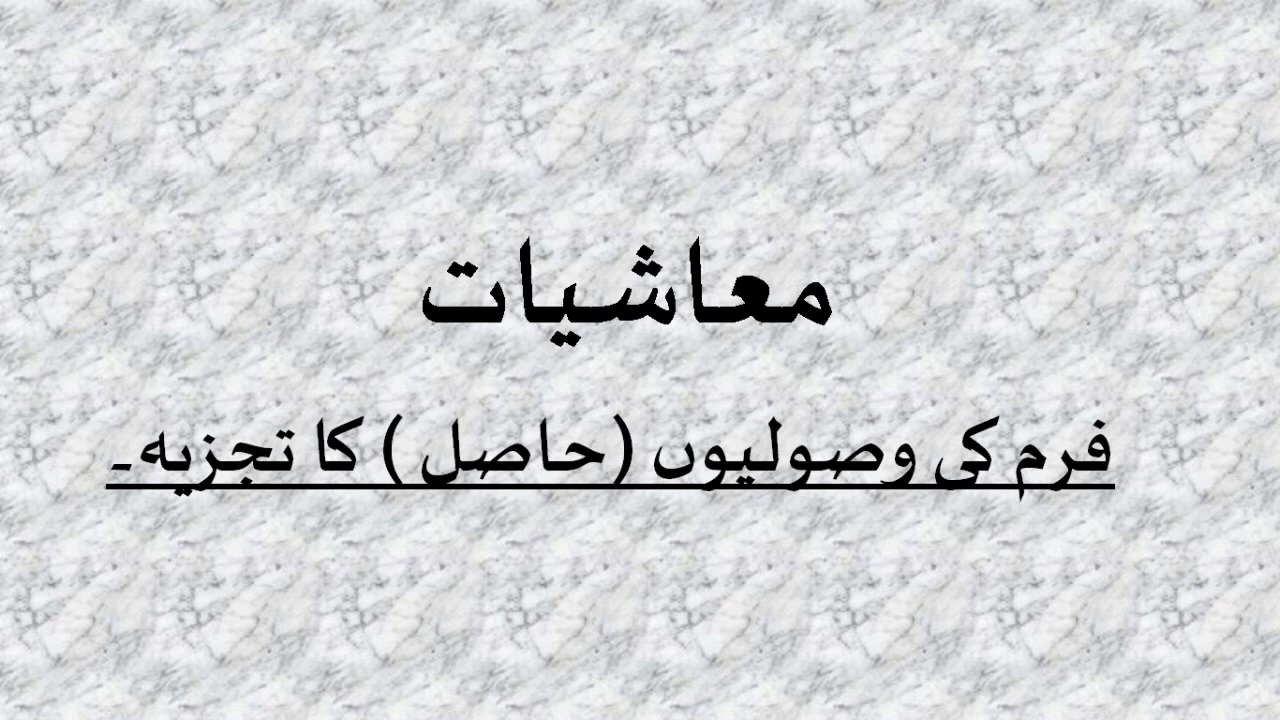 معاشیات
فرم کی وصولیوں (حاصل ) کا تجزیہ۔